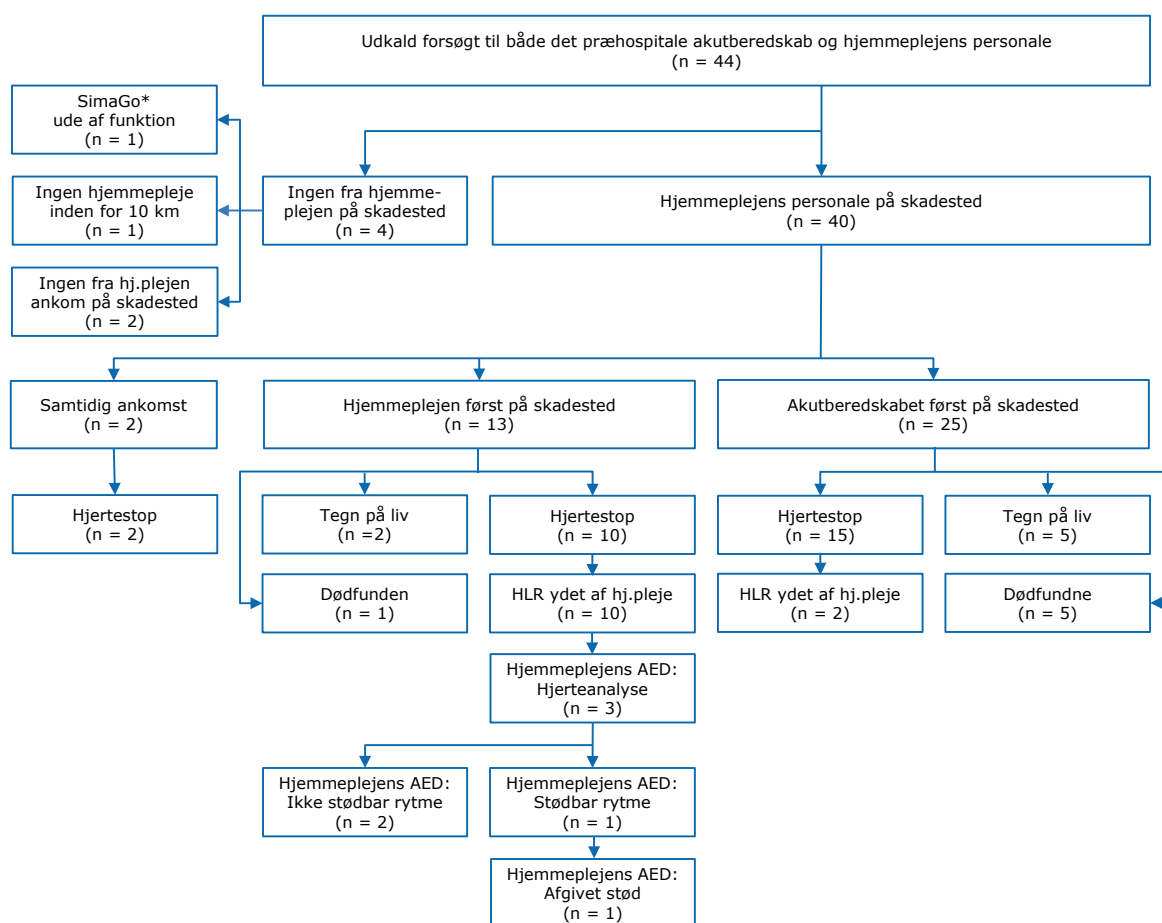 Udkald forsøgt til både det præhospitale akutberedskab og hjemmeplejens personale
(n = 44)
SimaGo*
ude af funktion
(n = 1)
Ingen hjemmepleje
inden for 10 km
(n = 1)
Ingen fra hjemme-
plejen på skadested
(n = 4)
Hjemmeplejens personale på skadested
(n = 40)
Ingen fra hj.plejen
ankom på skadested
(n = 2)
Samtidig ankomst
(n = 2)
Hjemmeplejen først på skadested
(n = 13)
Akutberedskabet først på skadested
(n = 25)
Hjertestop
(n = 2)
Tegn på liv
(n =2)
Hjertestop
(n = 10)
Hjertestop
(n = 15)
Tegn på liv
(n = 5)
Dødfunden
(n = 1)
HLR ydet af hj.pleje
(n = 10)
HLR ydet af hj.pleje
(n = 2)
Dødfundne
(n = 5)
Hjemmeplejens AED:
Hjerteanalyse
(n = 3)
Hjemmeplejens AED:
Ikke stødbar rytme
(n = 2)
Hjemmeplejens AED:
Stødbar rytme
(n = 1)
Hjemmeplejens AED:
Afgivet stød
(n = 1)